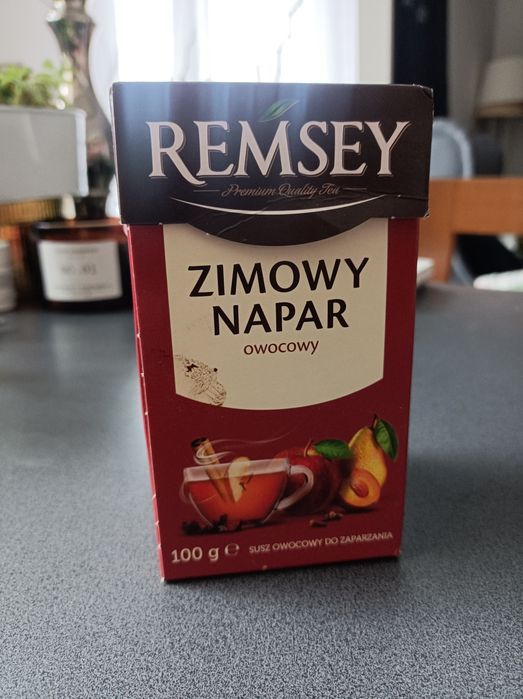 REMSEY
Premium Quality Tea
ZIMOWY
NAPAR
owocowy
100 g ℮
SUSZ OWOCOWY DO ZAPARZANIA